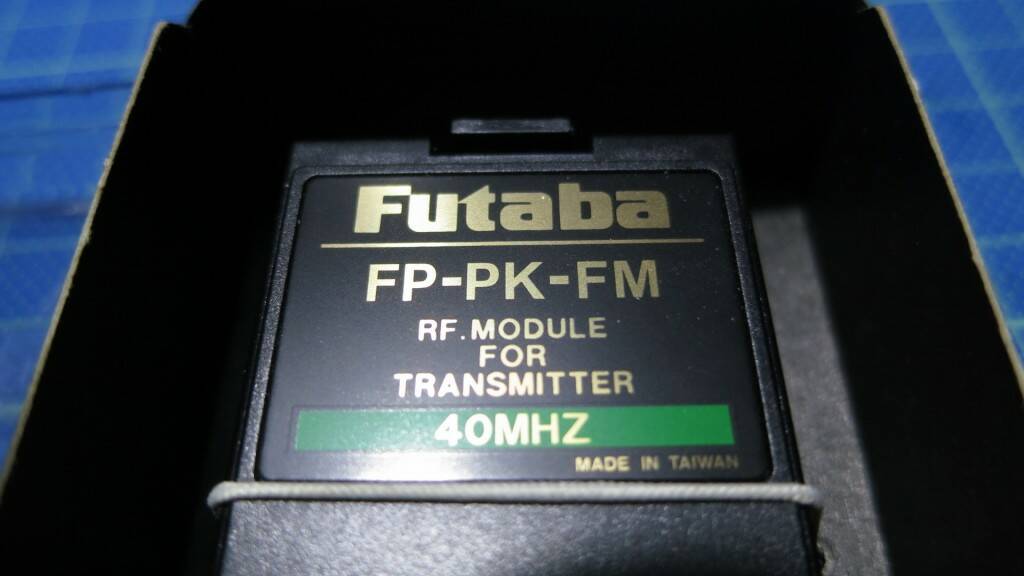 Futaba
FP-PK-FM
RF.MODULE
FOR
TRANSMITTER
40MHZ
MADE IN TAIWAN